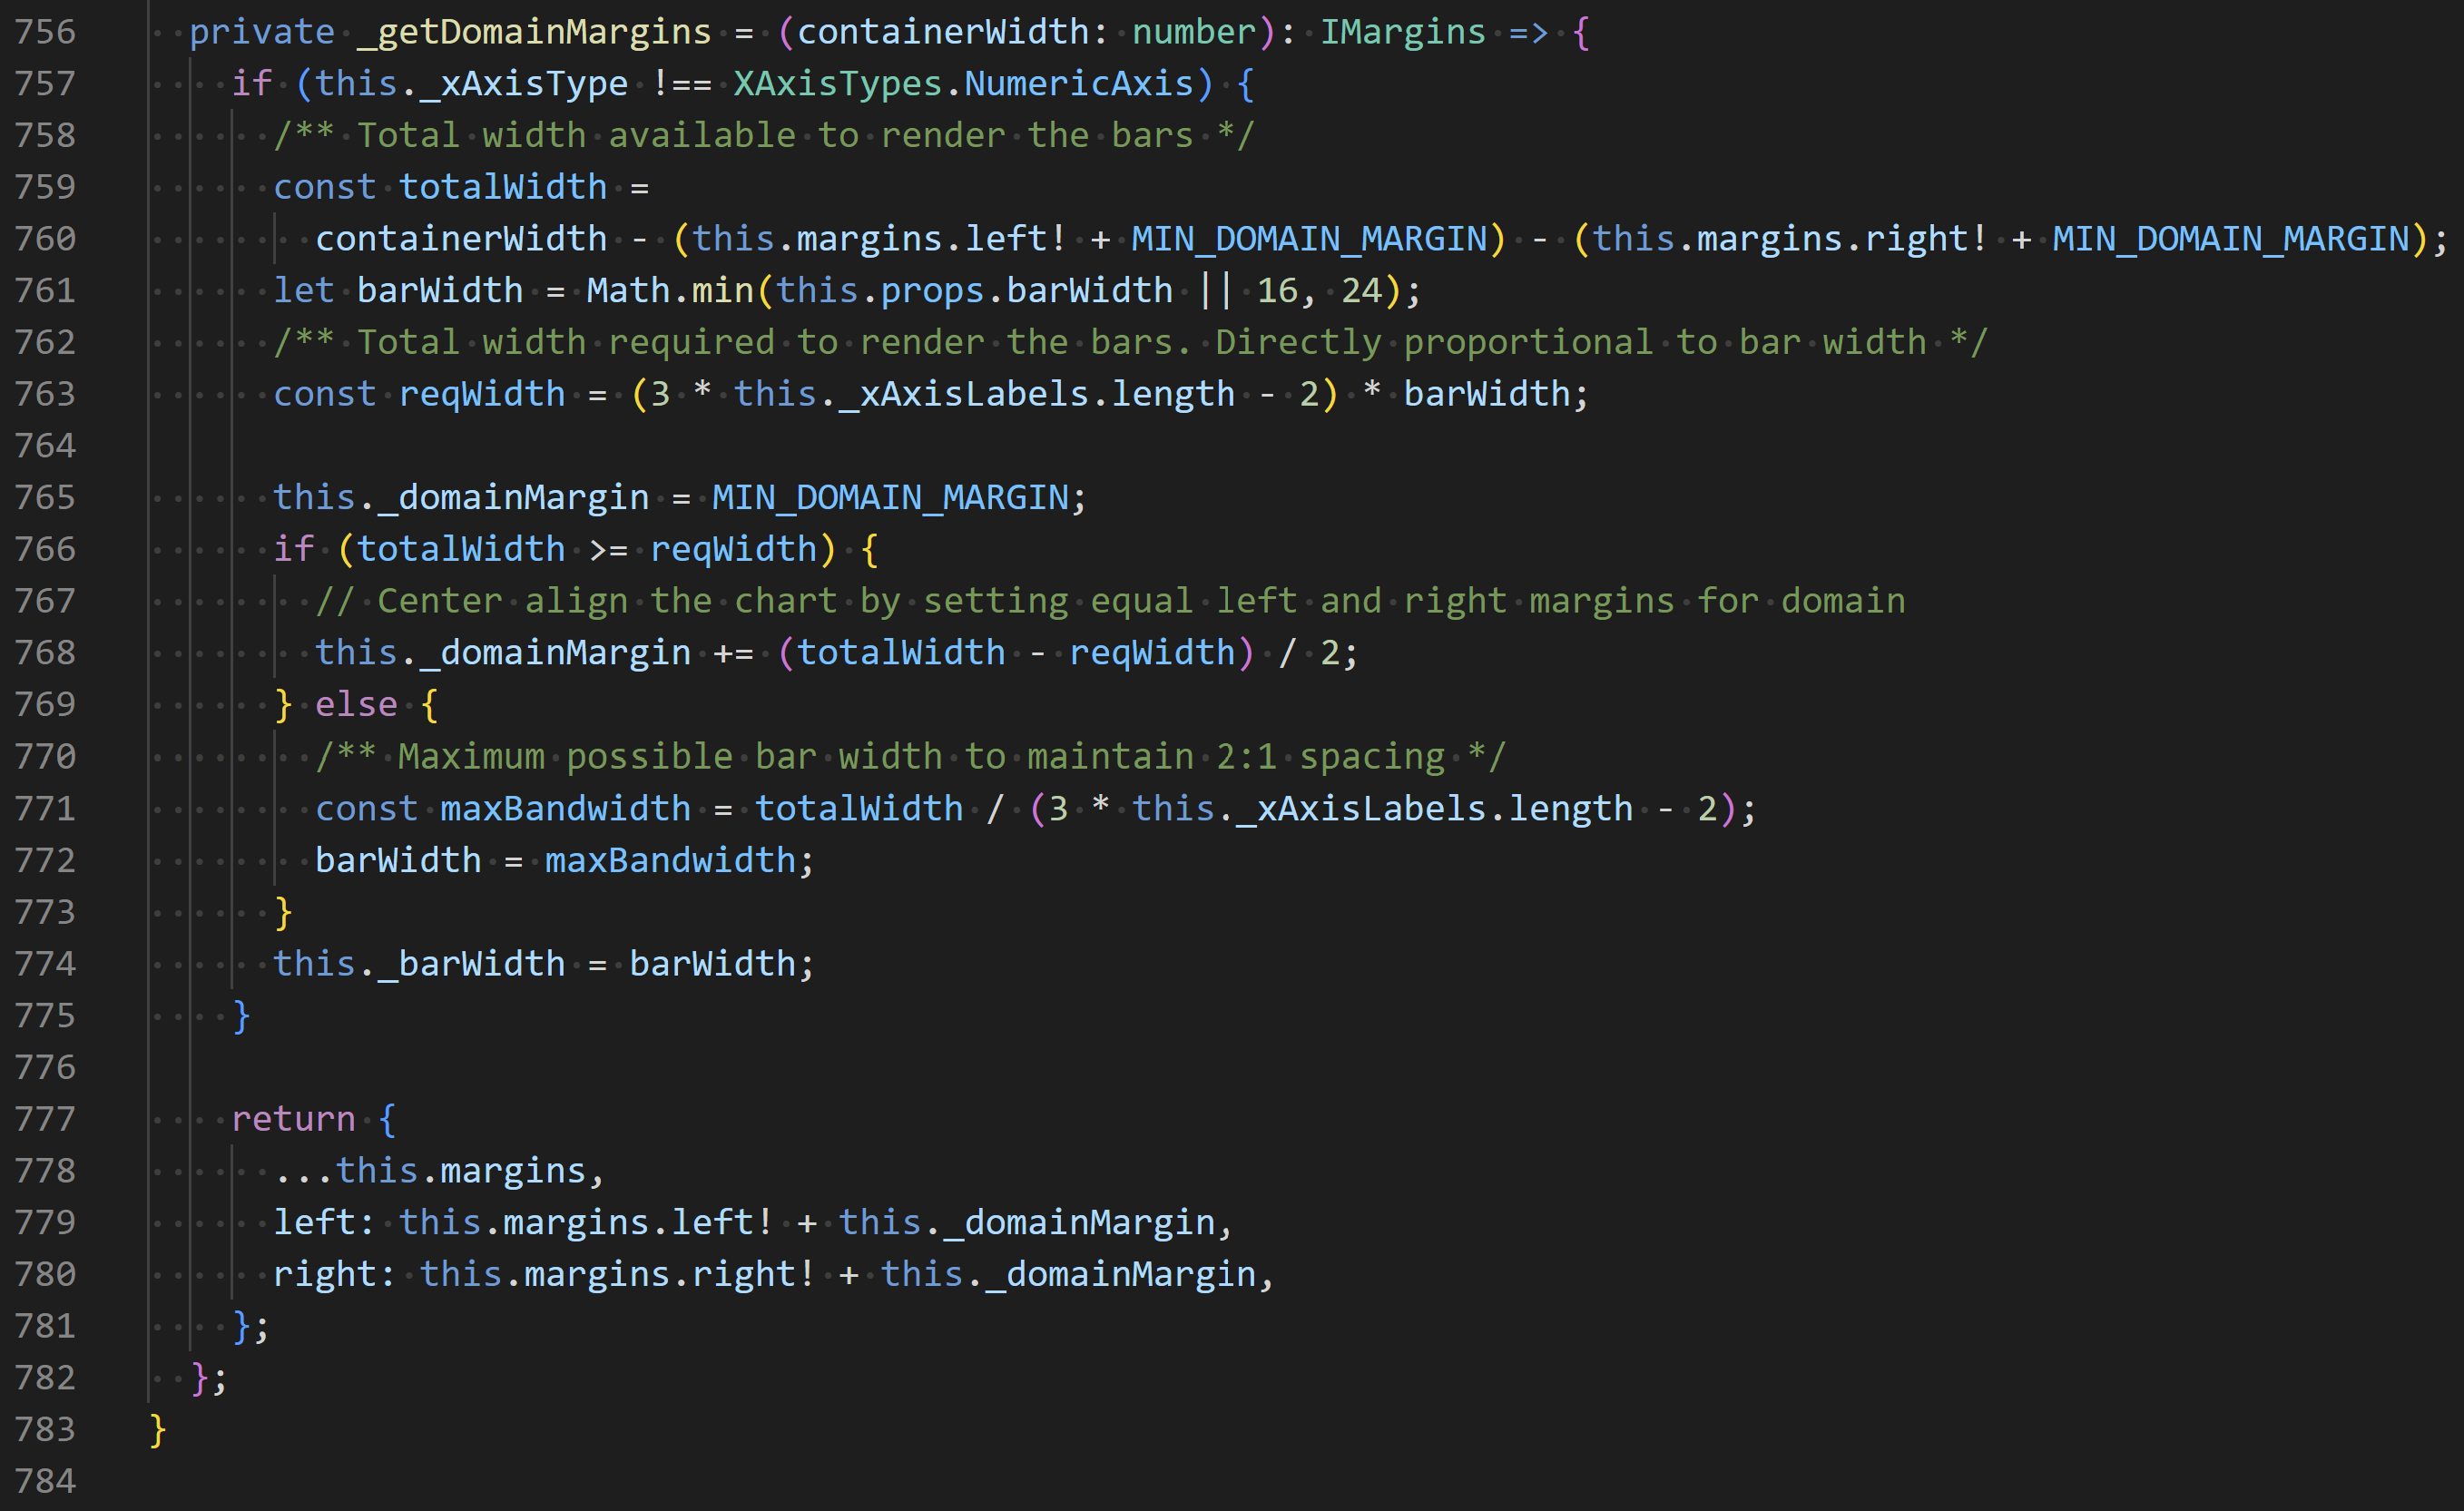 756 private _getDomainMargins = (containerWidth: number): IMargins => {
757 if (this._xAxisType !== XAxisTypes.NumericAxis) {
758 /** Total width available to render the bars */
759 const totalWidth =
760 containerWidth - (this.margins.left! + MIN_DOMAIN_MARGIN) - (this.margins.right! + MIN_DOMAIN_MARGIN);
761 let barWidth = Math.min(this.props.barWidth || 16, 24);
762 /** Total width required to render the bars. Directly proportional to bar width */
763 const reqWidth = (3 * this._xAxisLabels.length - 2) * barWidth;
764
765 this._domainMargin = MIN_DOMAIN_MARGIN;
766 if (totalWidth >= reqWidth) {
767 // Center align the chart by setting equal left and right margins for domain
768 this._domainMargin += (totalWidth - reqWidth) / 2;
769 } else {
770 /** Maximum possible bar width to maintain 2:1 spacing */
771 const maxBandwidth = totalWidth / (3 * this._xAxisLabels.length - 2);
772 barWidth = maxBandwidth;
773 }
774 this._barWidth = barWidth;
775 }
776
777 return {
778 ...this.margins,
779 left: this.margins.left! + this._domainMargin,
780 right: this.margins.right! + this._domainMargin,
781 };
782 };
783 }
784